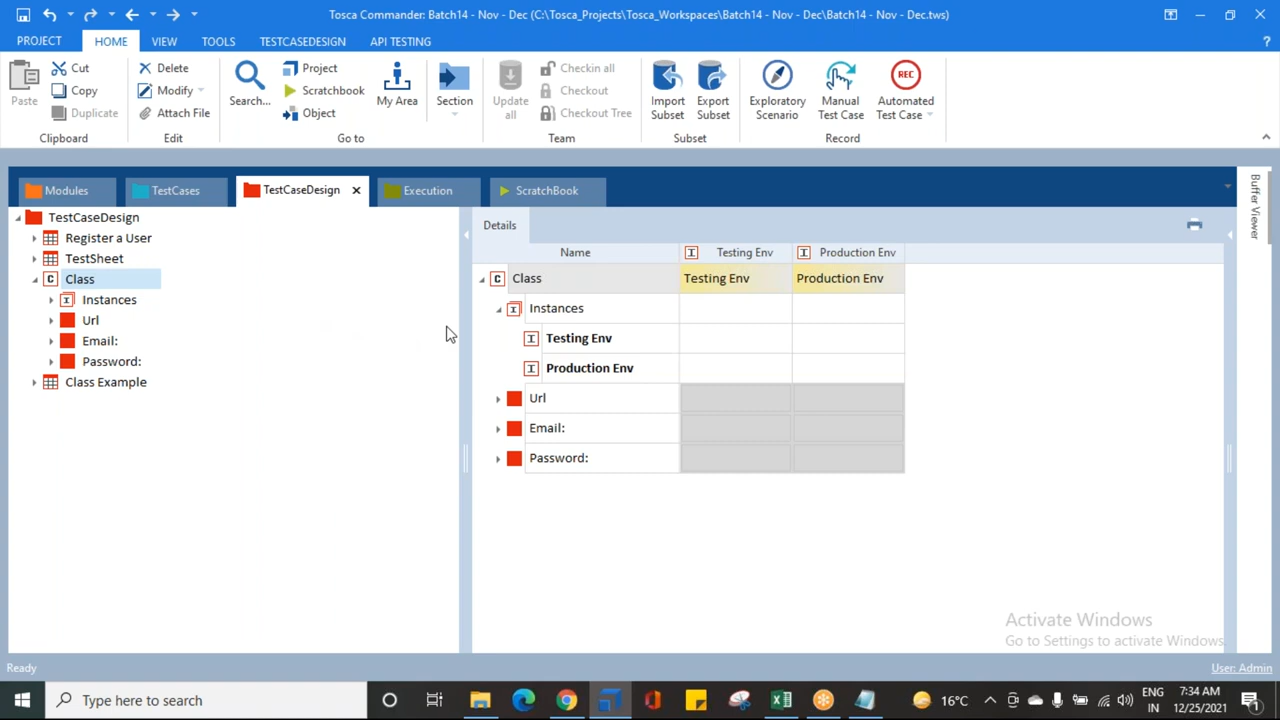 Tosca Commander: Batch14 - Nov - Dec (C:\Tosca_Projects\Tosca_Workspaces\Batch14 - Nov - Dec\Batch14 - Nov - Dec.tws)
PROJECT HOME VIEW TOOLS TESTCASEDESIGN API TESTING ?
Paste Cut Copy Duplicate
Clipboard
Delete Modify Attach File
Edit
Search... Project Scratchbook Object My Area Section
Go to
Update all Checkin all Checkout Checkout Tree
Team
Import Subset Export Subset
Subset
Exploratory Scenario Manual Test Case REC Automated Test Case
Record
Modules TestCases TestCaseDesign Execution ScratchBook
Buffer Viewer
TestCaseDesign
Register a User
TestSheet
C Class
I Instances
Url
Email:
Password:
Class Example
Details
Name I Testing Env I Production Env
C Class Testing Env Production Env
I Instances
I Testing Env
I Production Env
Url
Email:
Password:
Activate Windows
Go to Settings to activate Windows.
Ready User: Admin
Type here to search
16°C
ENG
IN
7:34 AM
12/25/2021
1